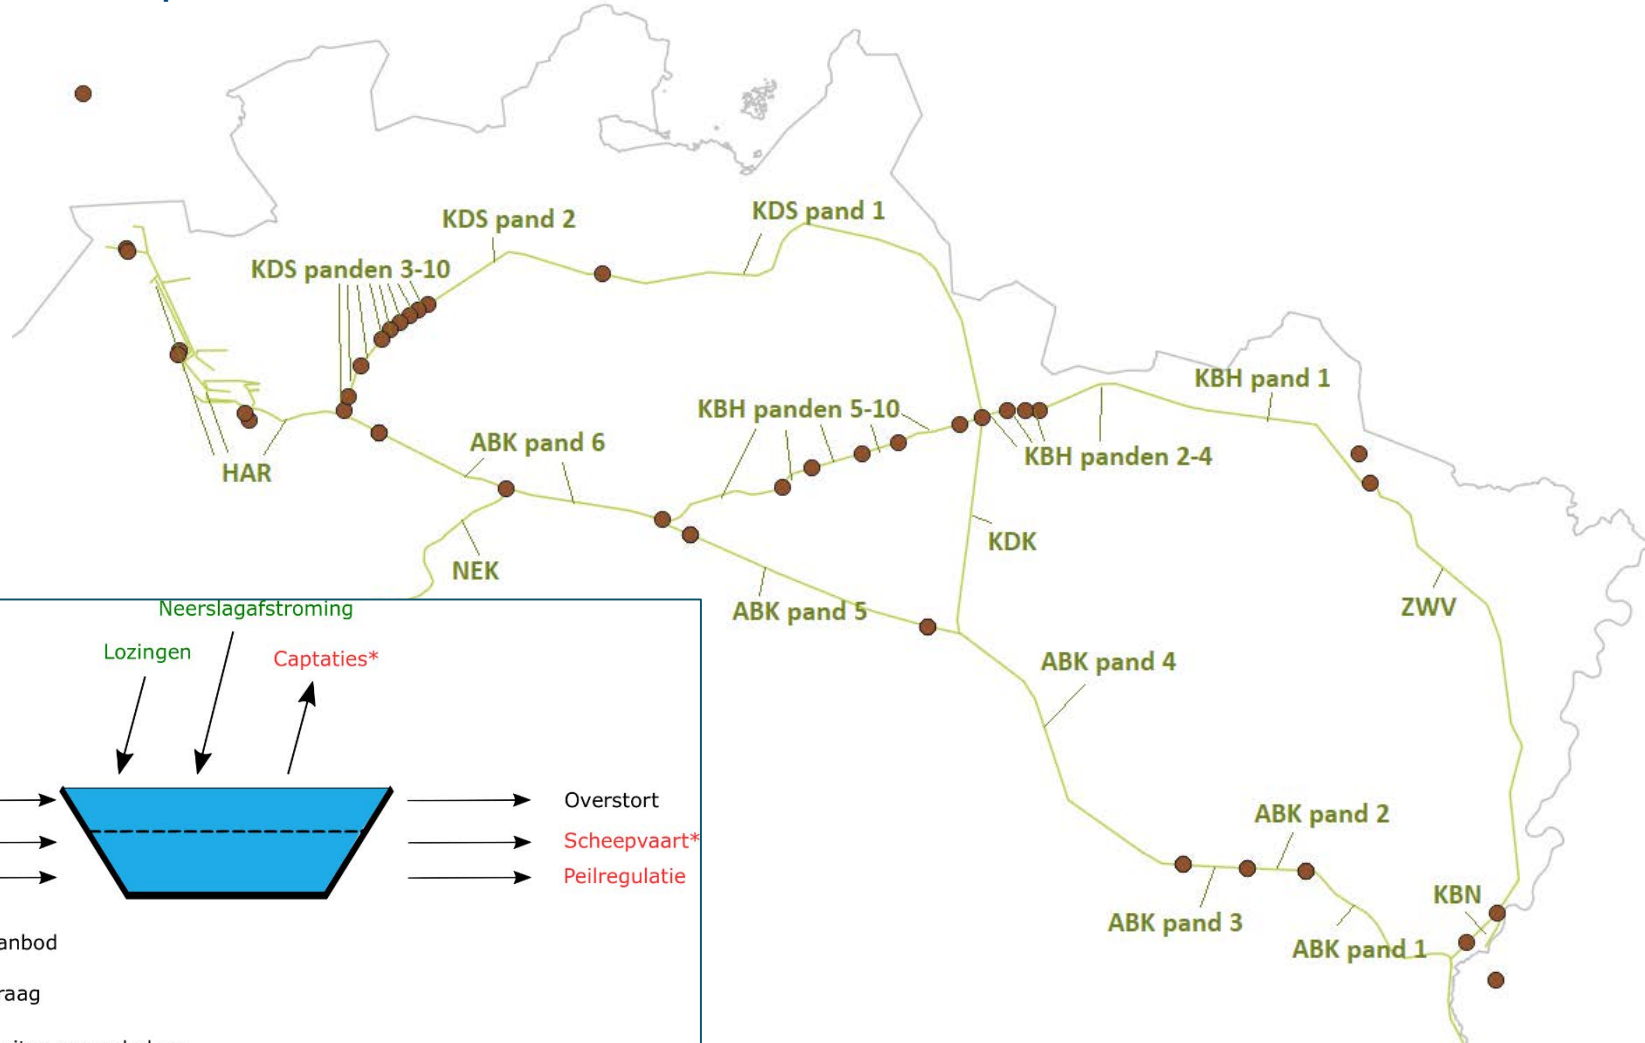 KDS pand 2
KDS pand 1
KDS panden 3-10
KBH pand 1
KBH panden 5-10
ABK pand 6
KBH panden 2-4
HAR
KDK
NEK
ABK pand 5
ZWV
Neerslagafstroming
Lozingen
Captaties*
ABK pand 4
Overstort
ABK pand 2
Scheepvaart*
Peilregulatie
KBN
ABK pand 3
anbod
ABK pand 1
raag